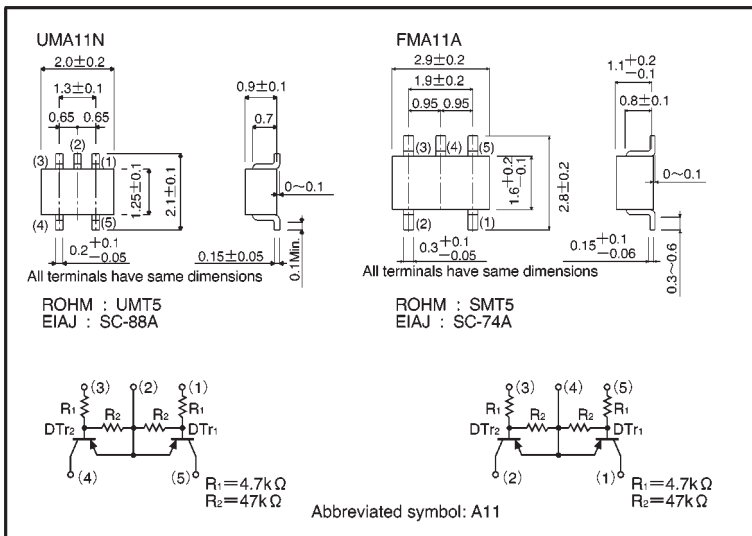 UMA11N
2.0±0.2
1.3±0.1
0.65 0.65
(2)
(3) (1)
1.25±0.1
2.1±0.1
(4) (5)
0.2 +0.1 −0.05
All terminals have same dimensions
0.9±0.1
0.7
0〜0.1
0.15±0.05
0.1Min.
ROHM : UMT5
EIAJ : SC-88A
FMA11A
2.9±0.2
1.9±0.2
0.95 0.95
(3) (4) (5)
1.6 +0.2 −0.1
2.8±0.2
(2) (1)
0.3 +0.1 −0.05
All terminals have same dimensions
1.1 +0.2 −0.1
0.8±0.1
0〜0.1
0.15 +0.1 −0.06
0.3〜0.6
ROHM : SMT5
EIAJ : SC-74A
(3) (2) (1)
R1 R2 R2 R1
DTr2 DTr1
(4) (5)
R1=4.7kΩ
R2=47kΩ
(3) (4) (5)
R1 R2 R2 R1
DTr2 DTr1
(2) (1)
R1=4.7kΩ
R2=47kΩ
Abbreviated symbol: A11